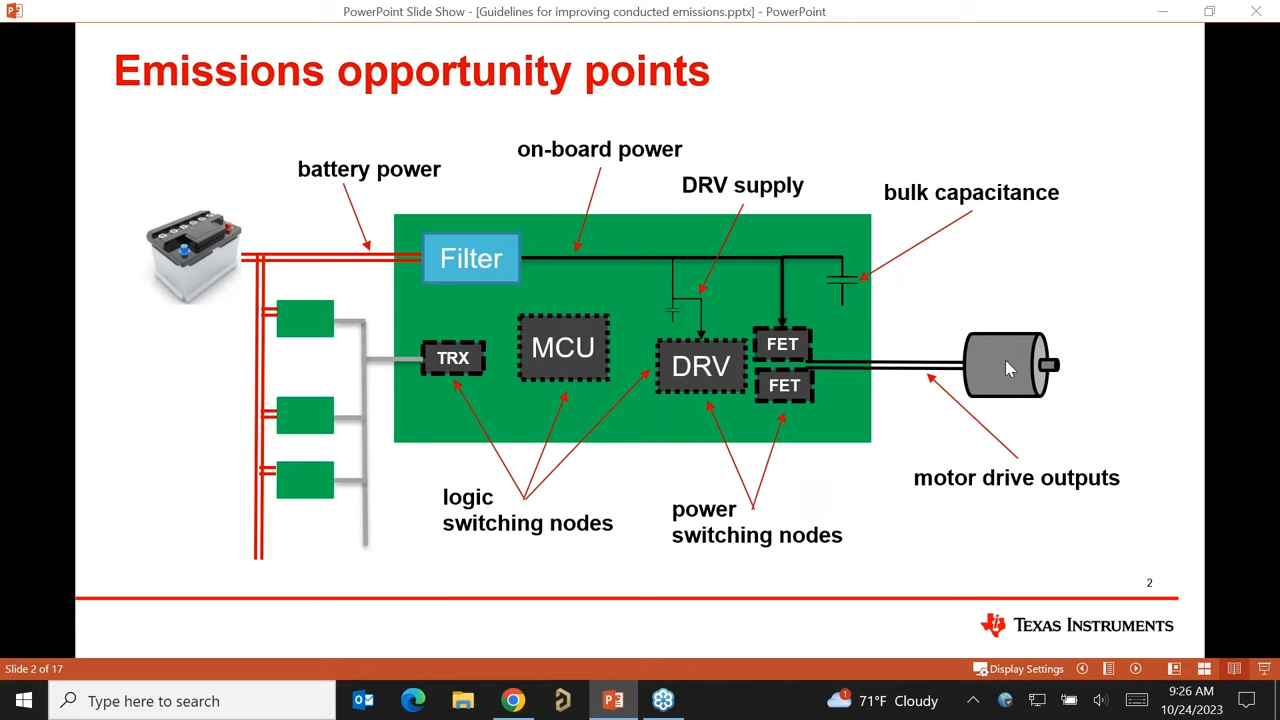 PowerPoint Slide Show - [Guidelines for improving conducted emissions.pptx] - PowerPoint
Emissions opportunity points
on-board power
battery power
DRV supply
bulk capacitance
Filter
TRX
MCU
DRV
FET
FET
motor drive outputs
logic
switching nodes
power
switching nodes
2
TEXAS INSTRUMENTS
Slide 2 of 17
Display Settings
Type here to search
1
71°F Cloudy
9:26 AM
10/24/2023